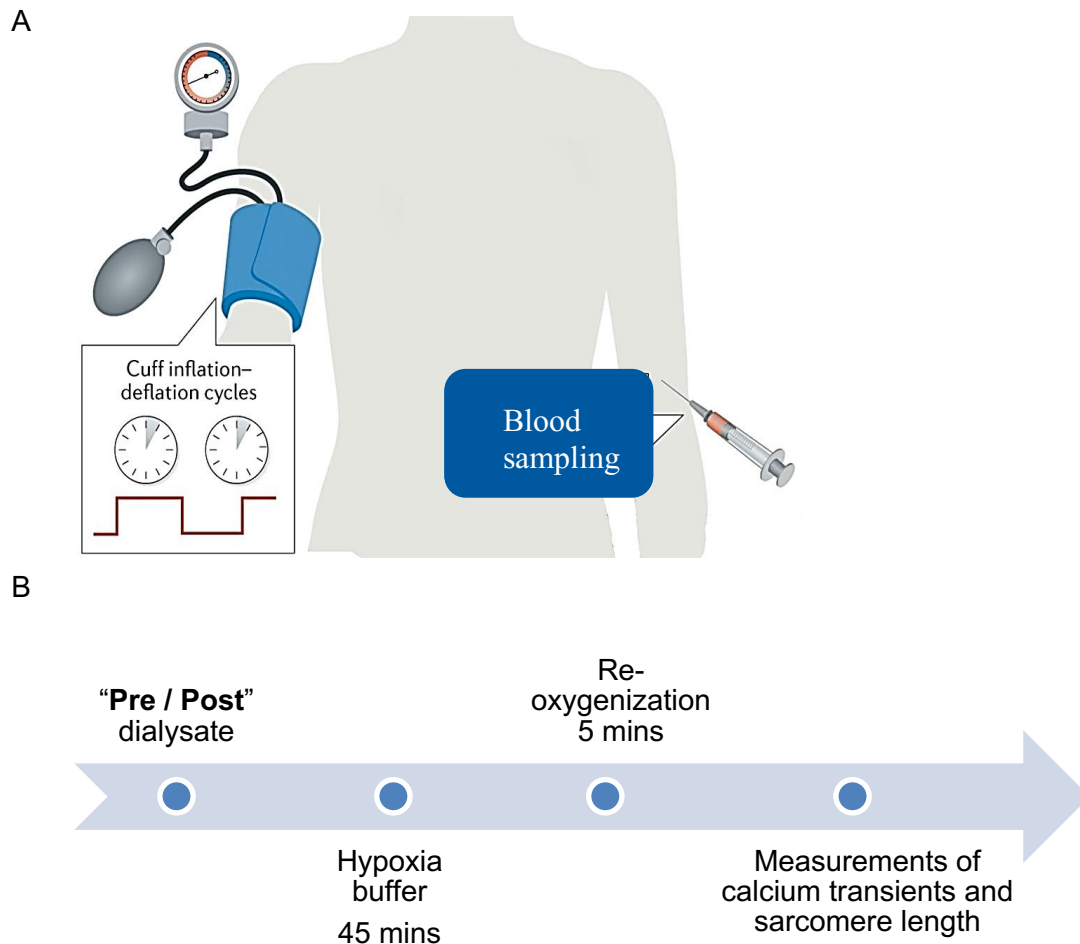 A
Cuff inflation–
deflation cycles
Blood
sampling
B
“Pre / Post”
dialysate
Re-
oxygenization
5 mins
Hypoxia
buffer
45 mins
Measurements of
calcium transients and
sarcomere length